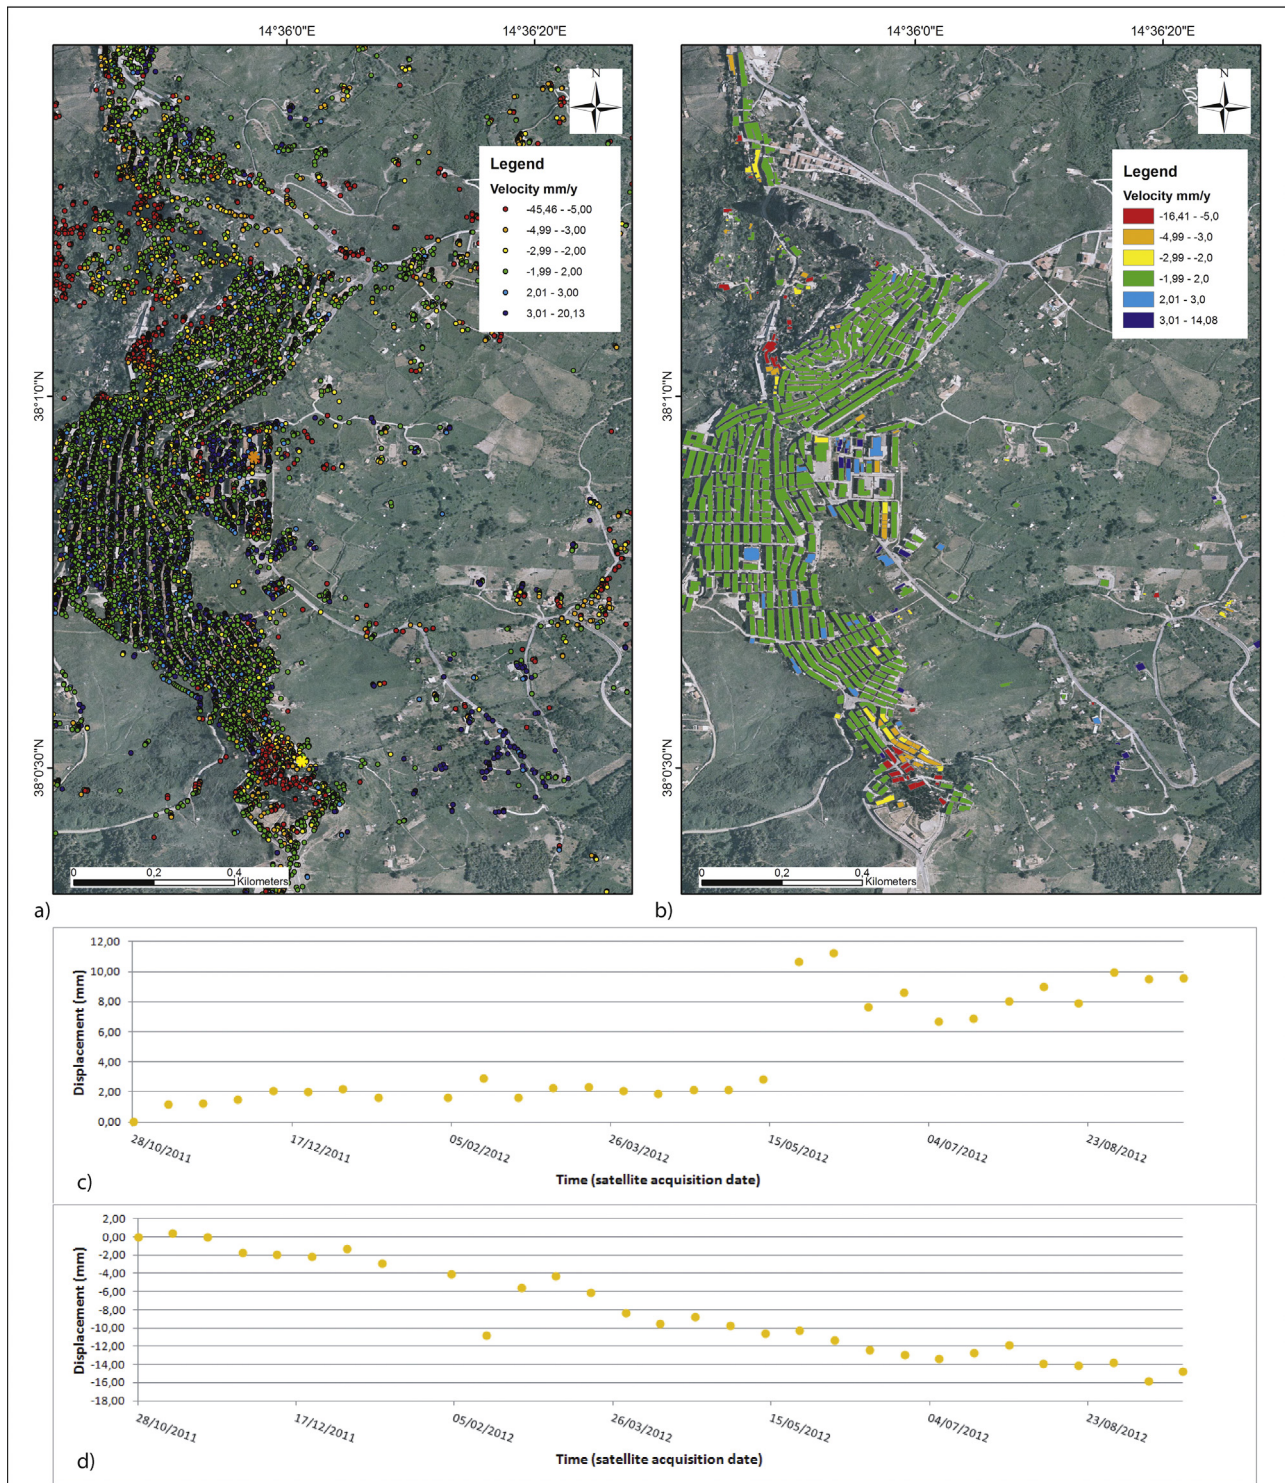 14°36'0"E
14°36'20"E
14°36'0"E
14°36'20"E
N
Legend
Velocity mm/y
-45,46 - -5,00
-4,99 - -3,00
-2,99 - -2,00
-1,99 - 2,00
2,01 - 3,00
3,01 - 20,13
N
Legend
Velocity mm/y
-16,41 - -5,0
-4,99 - -3,0
-2,99 - -2,0
-1,99 - 2,0
2,01 - 3,0
3,01 - 14,08
38°1'0"N
38°0'30"N
38°1'0"N
38°0'30"N
0 0,2 0,4
Kilometers
0 0,2 0,4
Kilometers
a)
b)
12,00
10,00
8,00
6,00
4,00
2,00
0,00
Displacement (mm)
28/10/2011
17/12/2011
05/02/2012
26/03/2012
15/05/2012
04/07/2012
23/08/2012
Time (satellite acquisition date)
c)
2,00
0,00
-2,00
-4,00
-6,00
-8,00
-10,00
-12,00
-14,00
-16,00
-18,00
Displacement (mm)
28/10/2011
17/12/2011
05/02/2012
26/03/2012
15/05/2012
04/07/2012
23/08/2012
Time (satellite acquisition date)
d)